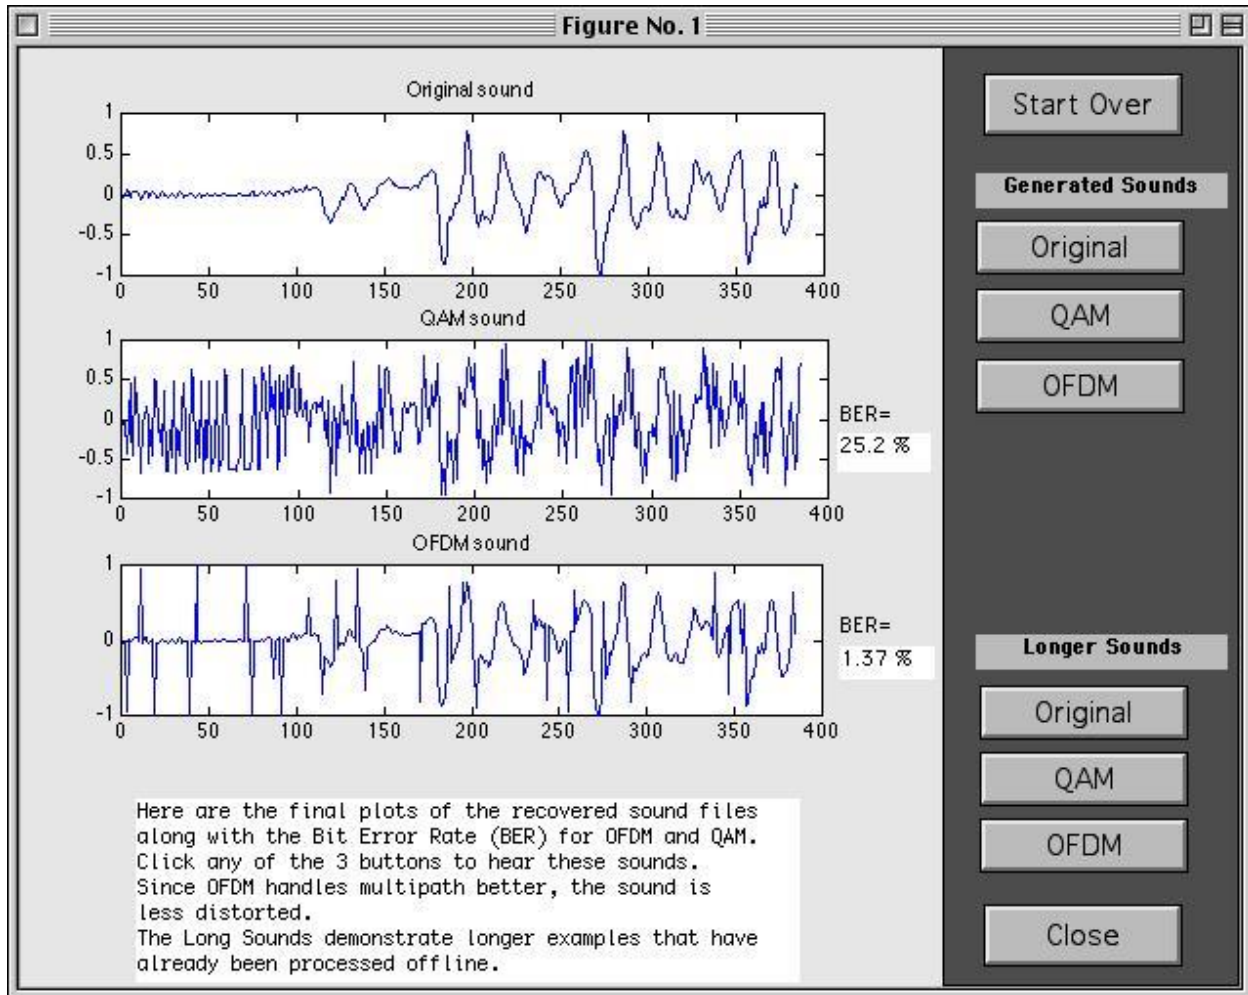 Figure No. 1
Original sound
1
0.5
0
-0.5
-1
0 50 100 150 200 250 300 350 400
QAM sound
1
0.5
0
-0.5
-1
0 50 100 150 200 250 300 350 400
BER=
25.2 %
OFDM sound
1
0
-1
0 50 100 150 200 250 300 350 400
BER=
1.37 %
Here are the final plots of the recovered sound files
along with the Bit Error Rate (BER) for OFDM and QAM.
Click any of the 3 buttons to hear these sounds.
Since OFDM handles multipath better, the sound is
less distorted.
The Long Sounds demonstrate longer examples that have
already been processed offline.
Start Over
Generated Sounds
Original
QAM
OFDM
Longer Sounds
Original
QAM
OFDM
Close